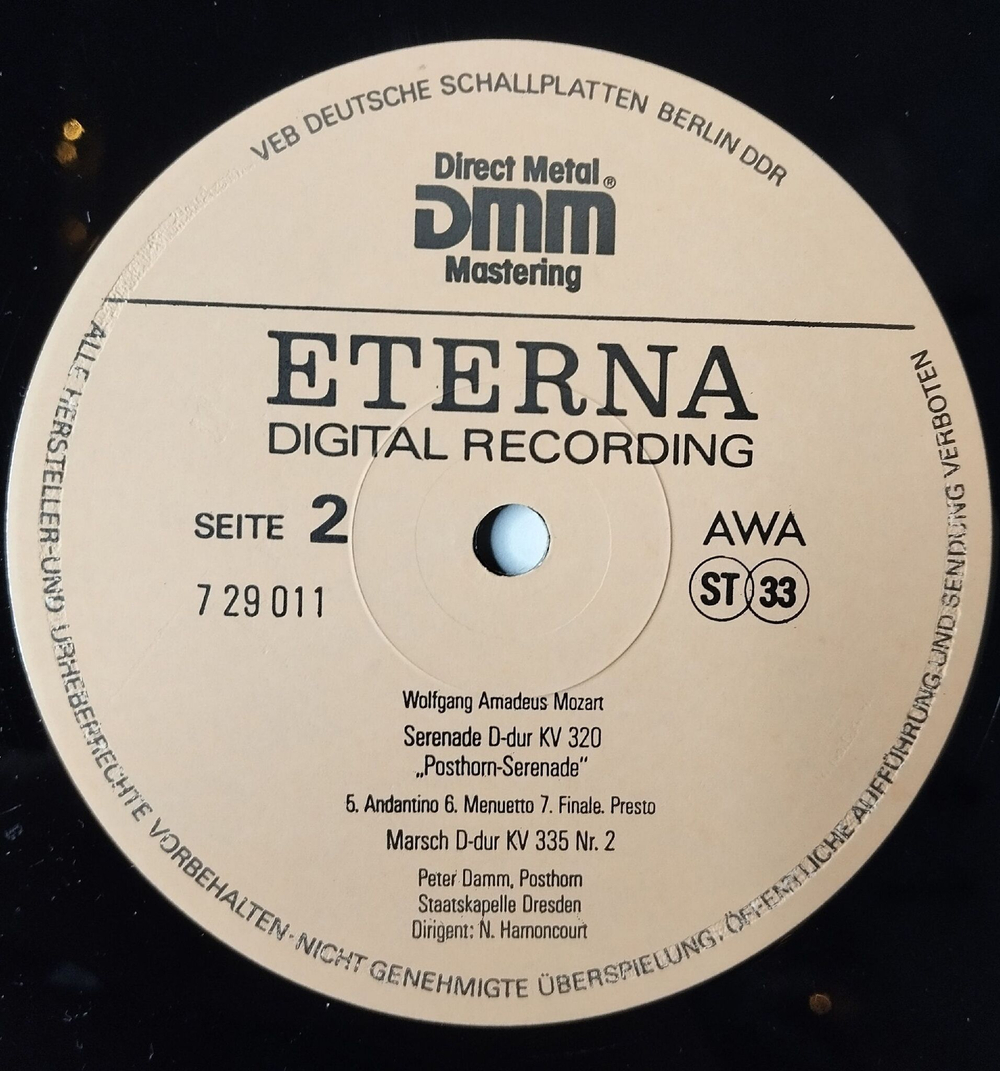 VEB DEUTSCHE SCHALLPLATTEN BERLIN DDR
Direct Metal
DMM®
Mastering
ETERNA
DIGITAL RECORDING
SEITE 2
AWA
7 29 011
ST 33
Wolfgang Amadeus Mozart
Serenade D-dur KV 320
„Posthorn-Serenade“
5. Andantino 6. Menuetto 7. Finale. Presto
Marsch D-dur KV 335 Nr. 2
Peter Damm, Posthorn
Staatskapelle Dresden
Dirigent: N. Harnoncourt
ALLE HERSTELLER-UND URHEBERRECHTE VORBEHALTEN-NICHT GENEHMIGTE ÜBERSPIELUNG, ÖFFENTLICHE AUFFÜHRUNG UND SENDUNG VERBOTEN